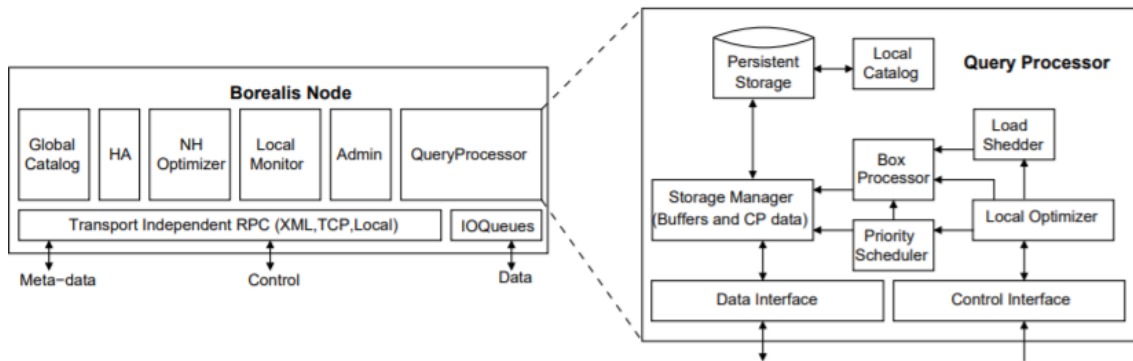 Borealis Node
Global
Catalog
HA
NH
Optimizer
Local
Monitor
Admin
QueryProcessor
Transport Independent RPC (XML,TCP,Local)
IOQueues
Meta−data
Control
Data
Query Processor
Persistent
Storage
Local
Catalog
Load
Shedder
Box
Processor
Storage Manager
(Buffers and CP data)
Local Optimizer
Priority
Scheduler
Data Interface
Control Interface